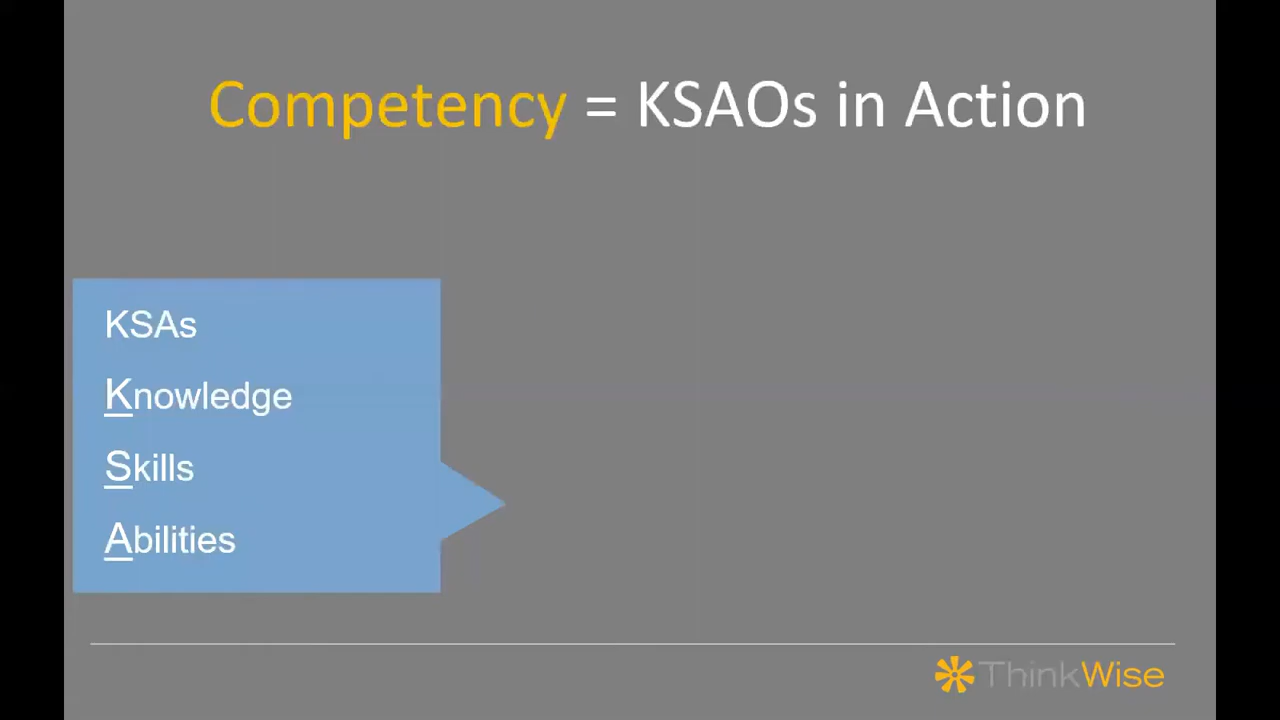 Competency = KSAOs in Action
KSAs
Knowledge
Skills
Abilities
ThinkWise